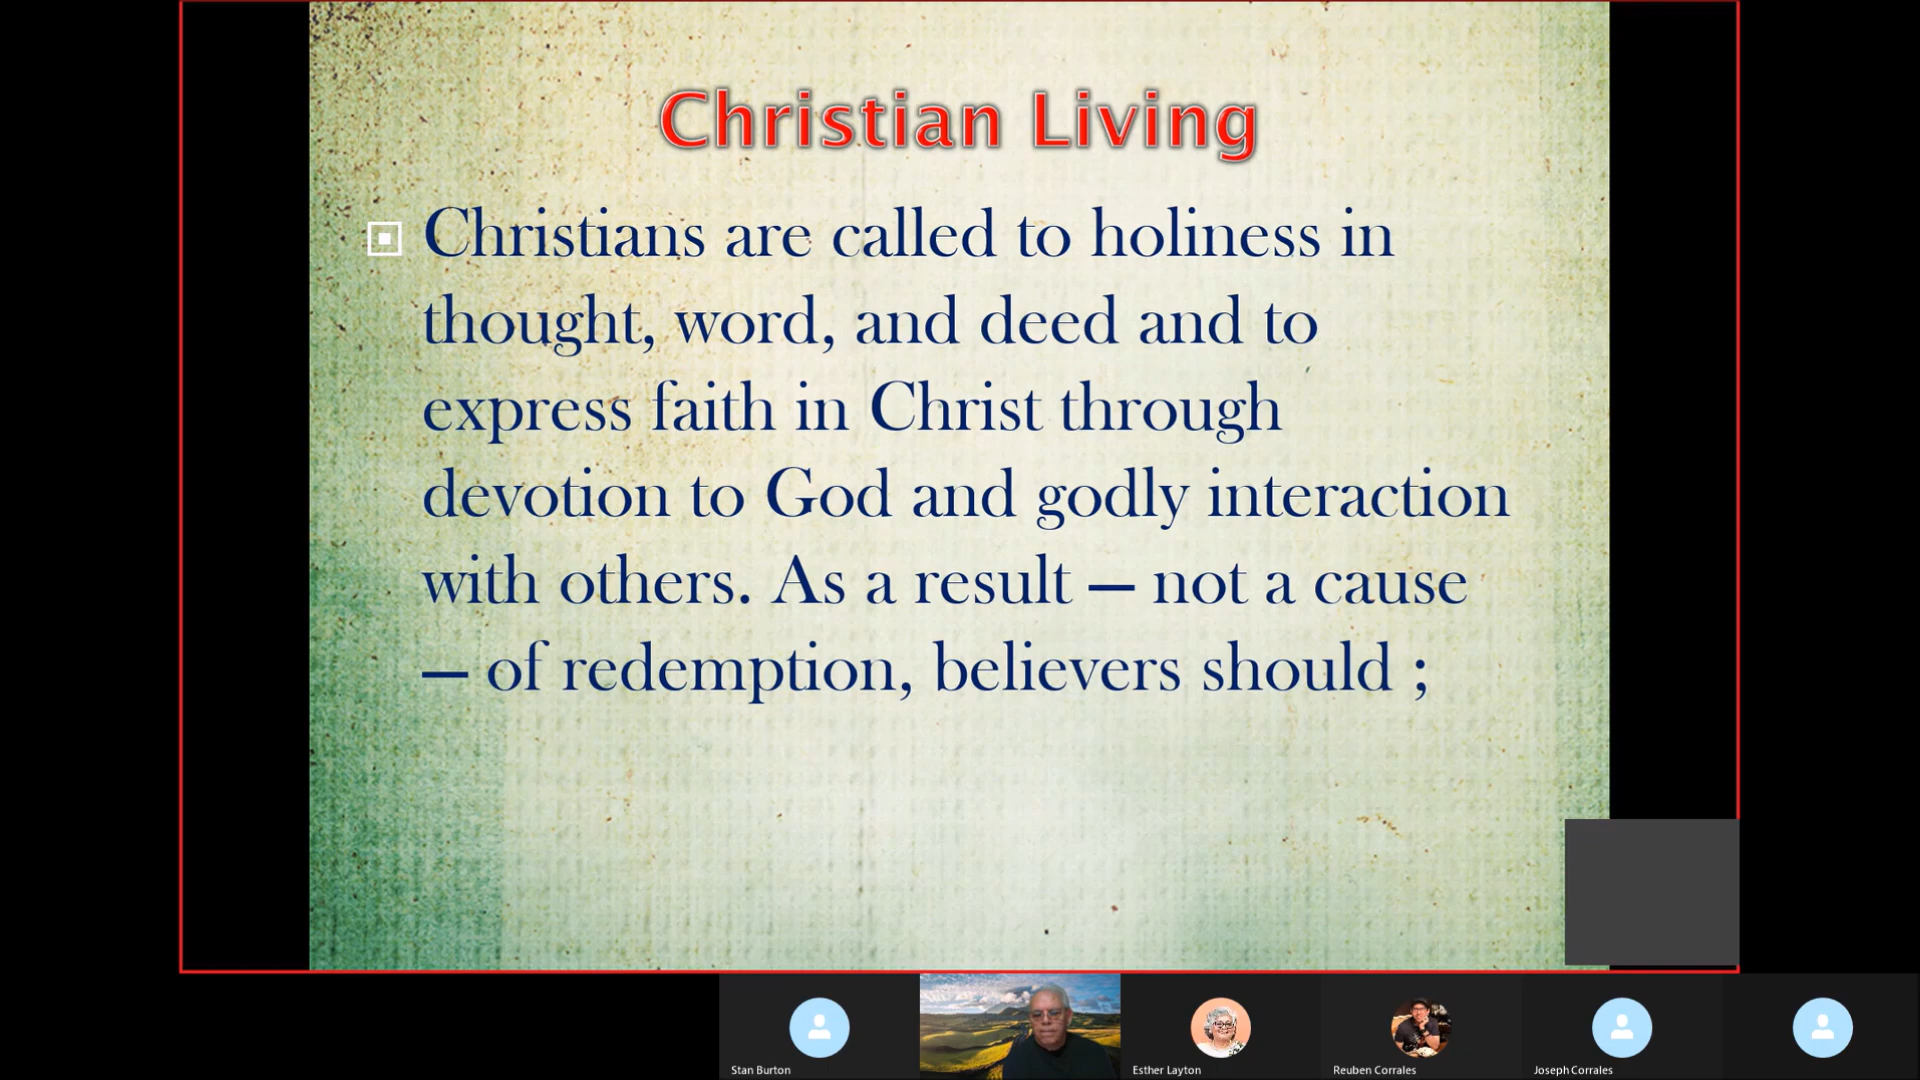 Christian Living
Christians are called to holiness in
thought, word, and deed and to
express faith in Christ through
devotion to God and godly interaction
with others. As a result — not a cause
— of redemption, believers should ;
Stan Burton
Esther Layton
Reuben Corrales
Joseph Corrales